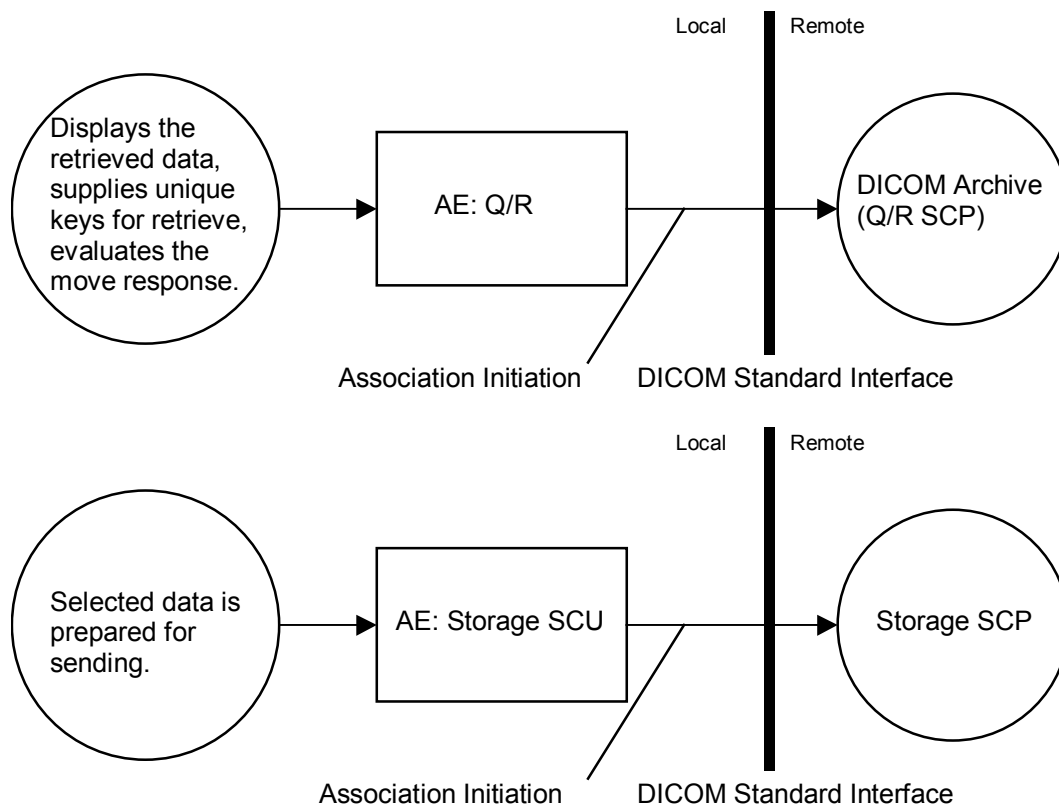 Local Remote
Displays the
retrieved data,
supplies unique
keys for retrieve,
evaluates the
move response.
AE: Q/R
DICOM Archive
(Q/R SCP)
Association Initiation
DICOM Standard Interface
Local Remote
Selected data is
prepared for
sending.
AE: Storage SCU
Storage SCP
Association Initiation
DICOM Standard Interface